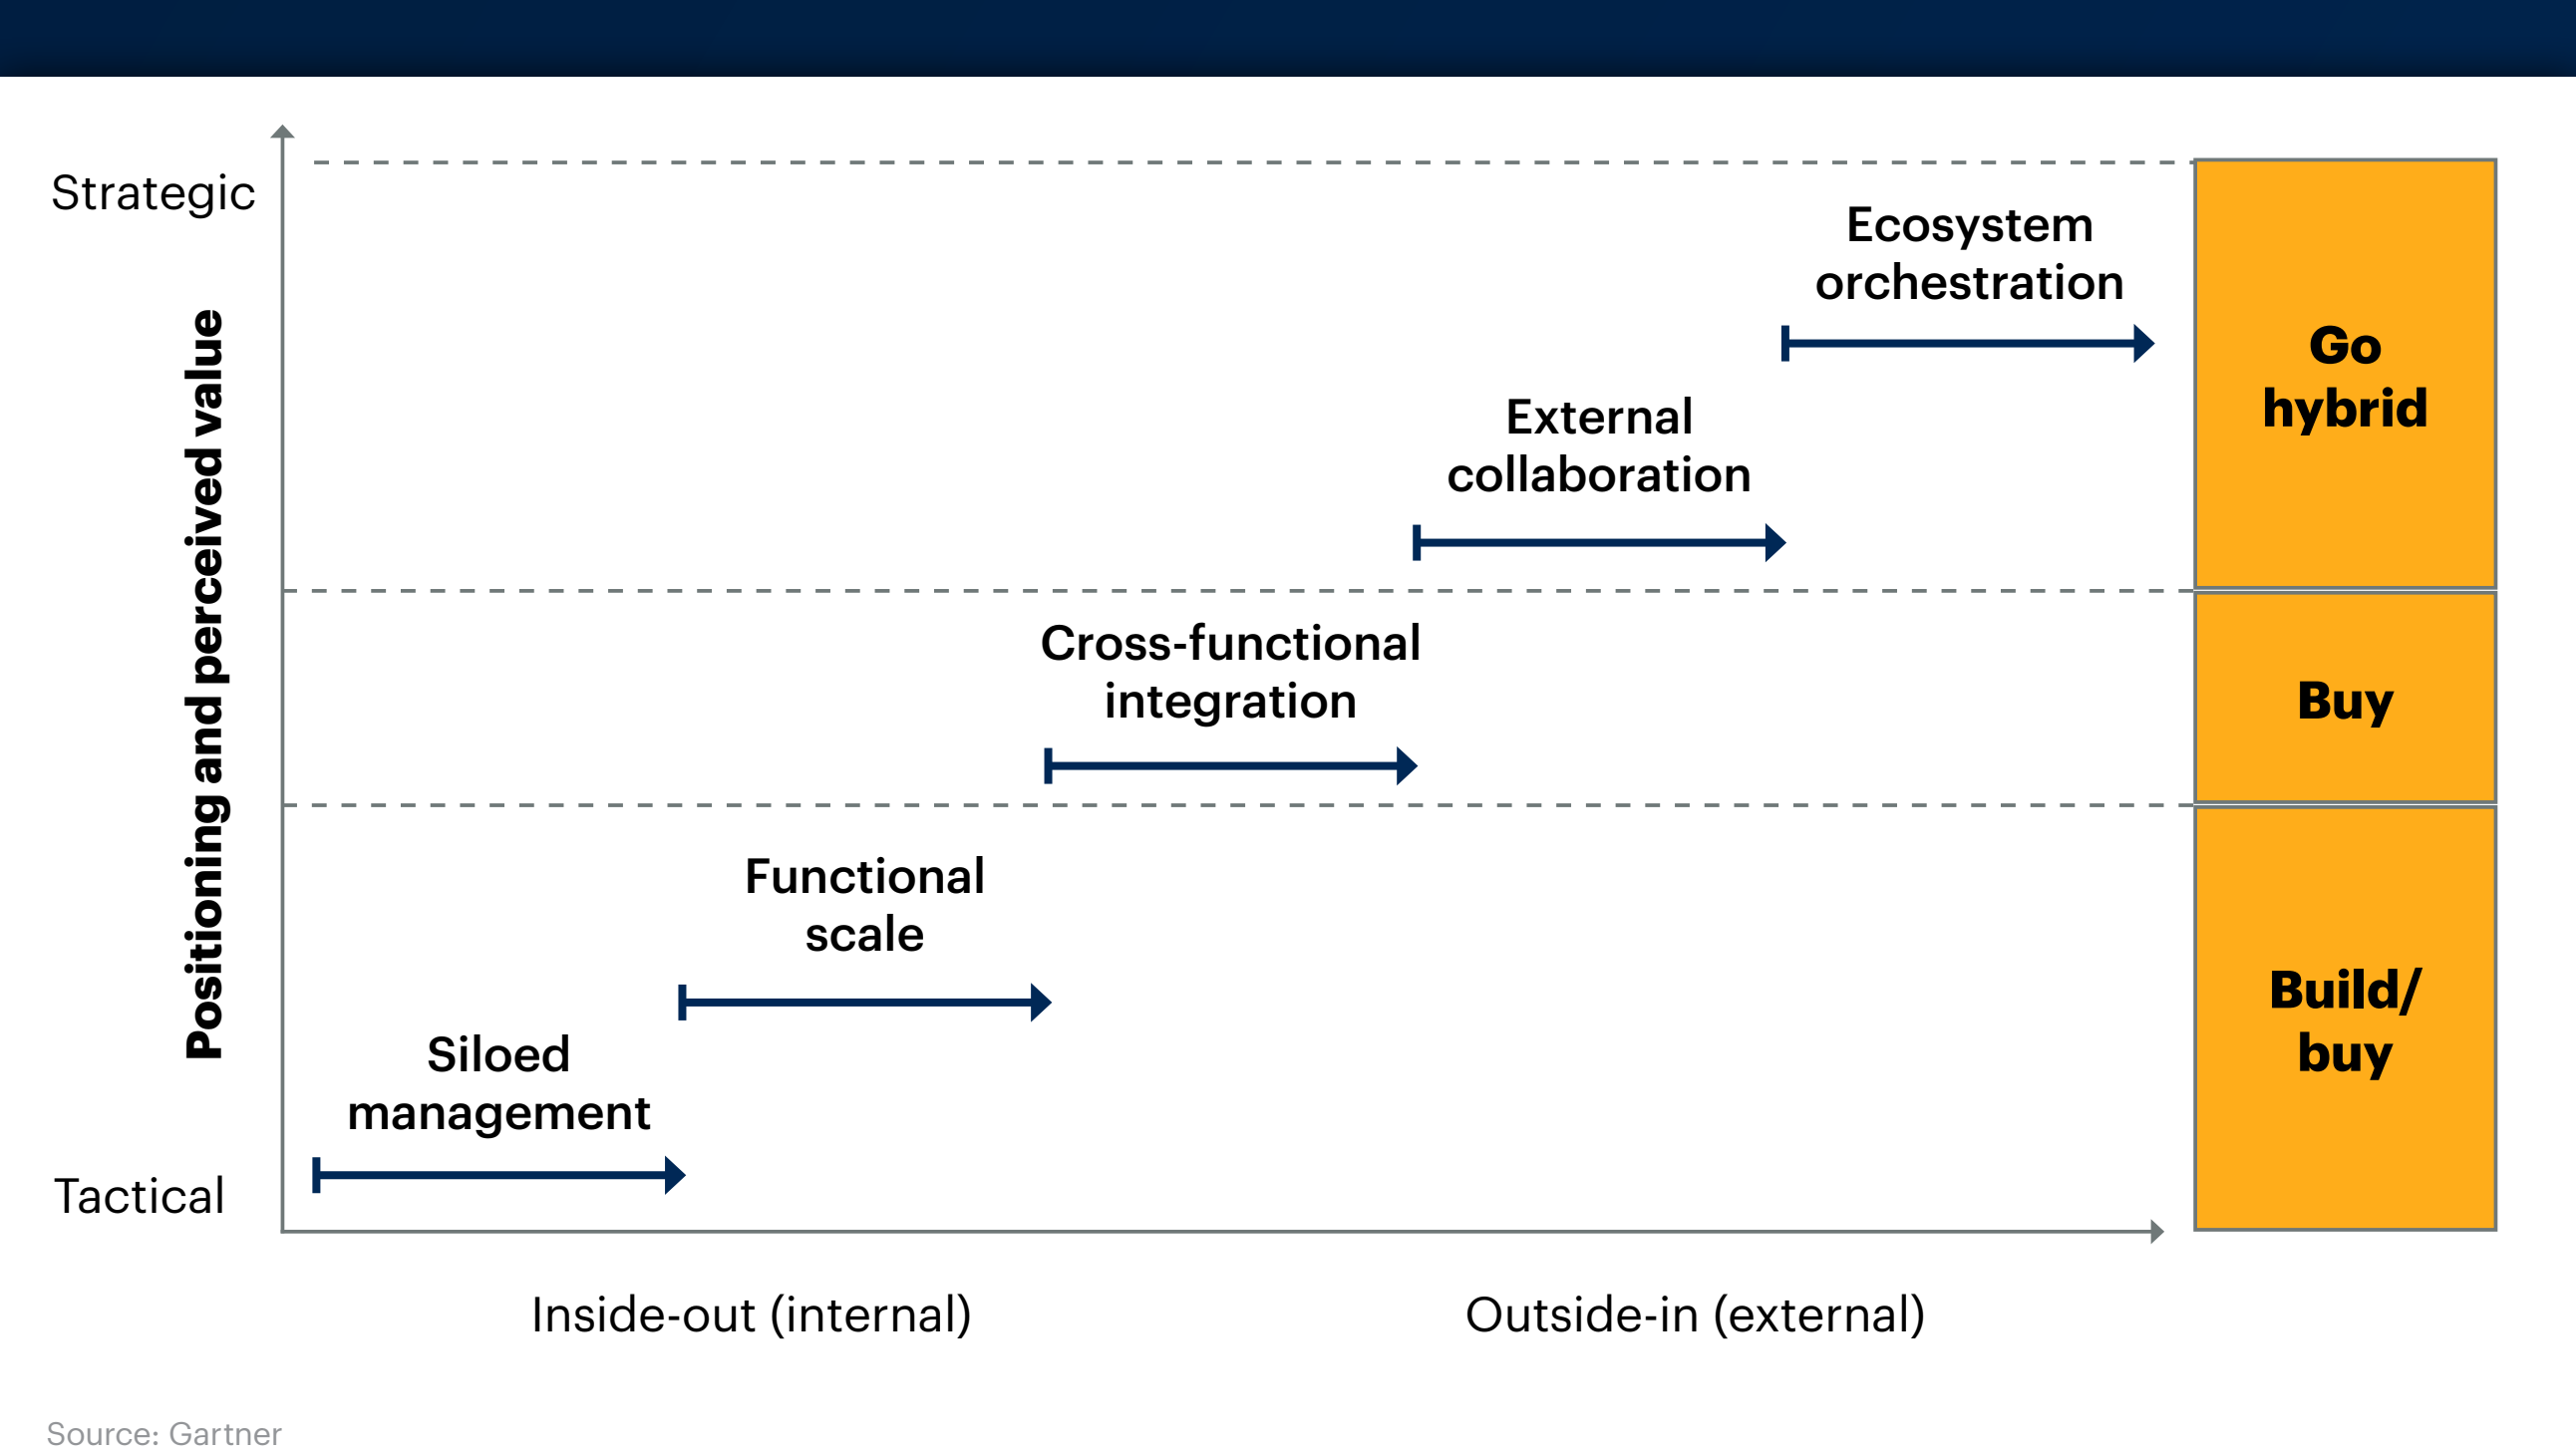 Strategic
Ecosystem
orchestration
Go
hybrid
External
collaboration
Positioning and perceived value
Cross-functional
integration
Buy
Functional
scale
Build/
buy
Siloed
management
Tactical
Inside-out (internal)
Outside-in (external)
Source: Gartner